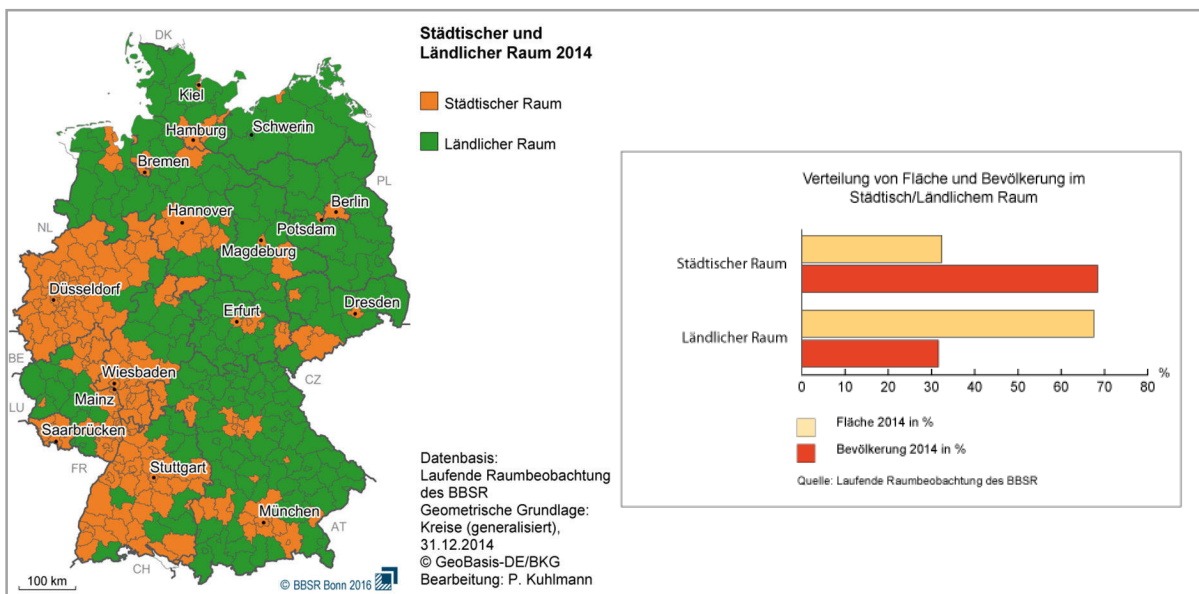 Städtischer und
Ländlicher Raum 2014
Städtischer Raum
Ländlicher Raum
DK
Kiel
Hamburg
Schwerin
Bremen
PL
Berlin
Hannover
NL
Potsdam
Magdeburg
Düsseldorf
Erfurt
Dresden
BE
Wiesbaden
CZ
Mainz
LU
Saarbrücken
FR
Stuttgart
München
AT
CH
100 km
© BBSR Bonn 2016
Datenbasis:
Laufende Raumbeobachtung
des BBSR
Geometrische Grundlage:
Kreise (generalisiert),
31.12.2014
© GeoBasis-DE/BKG
Bearbeitung: P. Kuhlmann
Verteilung von Fläche und Bevölkerung im
Städtisch/Ländlichem Raum
Städtischer Raum
Ländlicher Raum
%
0 10 20 30 40 50 60 70 80
Fläche 2014 in %
Bevölkerung 2014 in %
Quelle: Laufende Raumbeobachtung des BBSR